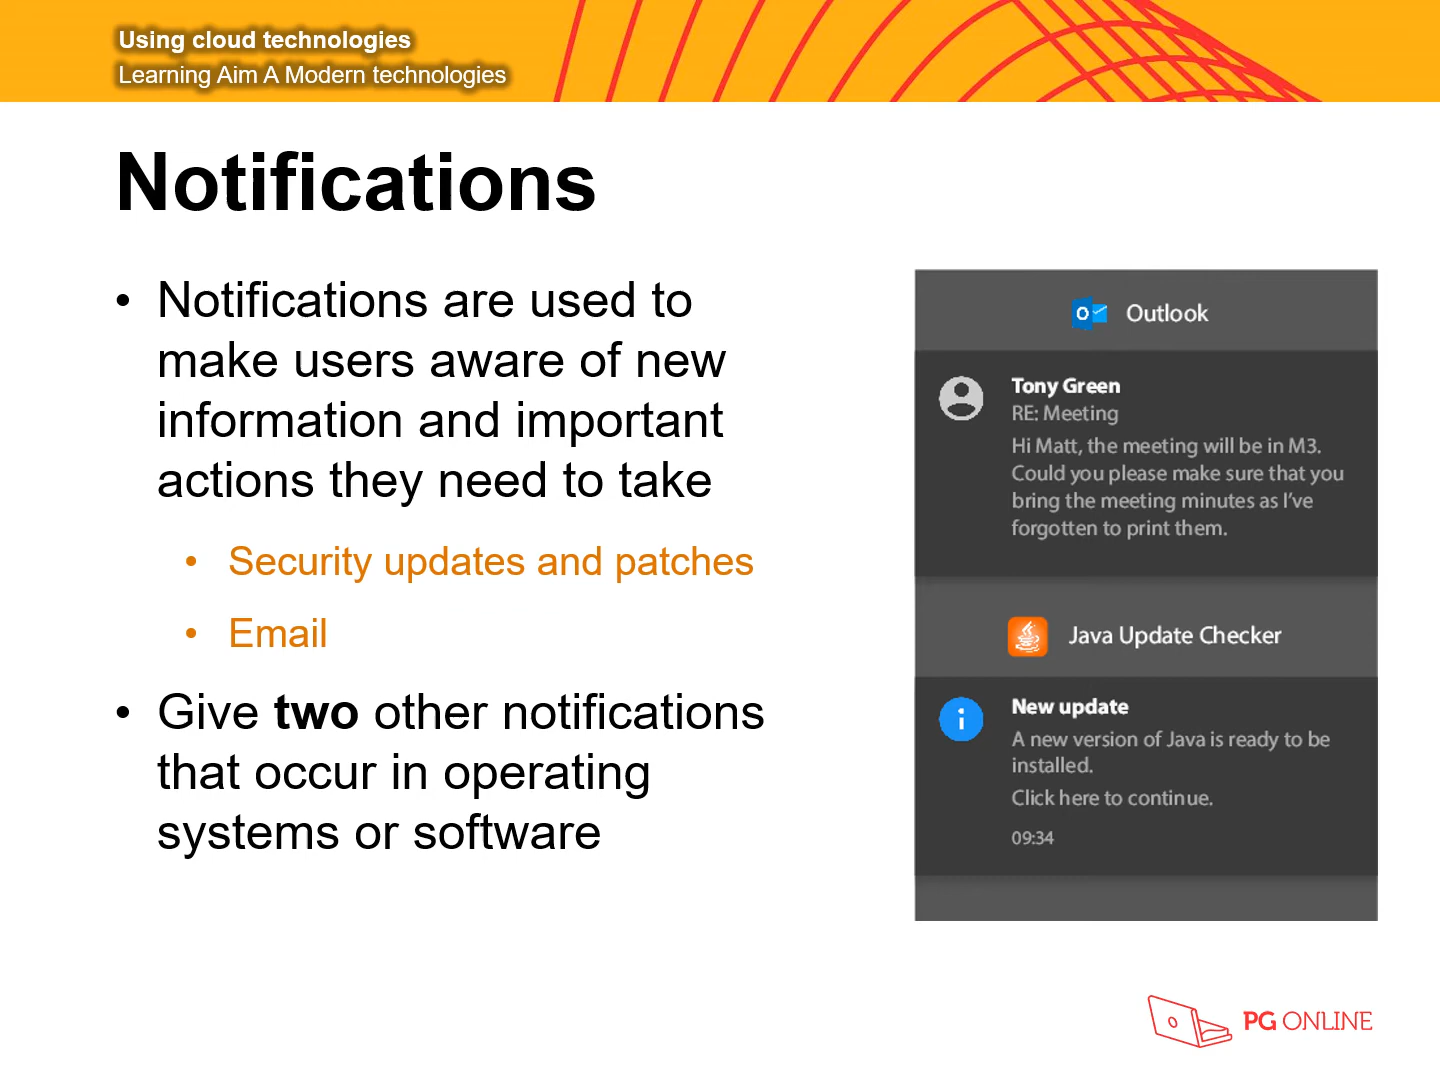 Using cloud technologies
Learning Aim A Modern technologies
Notifications
• Notifications are used to
make users aware of new
information and important
actions they need to take
• Security updates and patches
• Email
• Give two other notifications
that occur in operating
systems or software
Outlook
Tony Green
RE: Meeting
Hi Matt, the meeting will be in M3.
Could you please make sure that you
bring the meeting minutes as I've
forgotten to print them.
Java Update Checker
New update
A new version of Java is ready to be
installed.
Click here to continue.
09:34
PG ONLINE